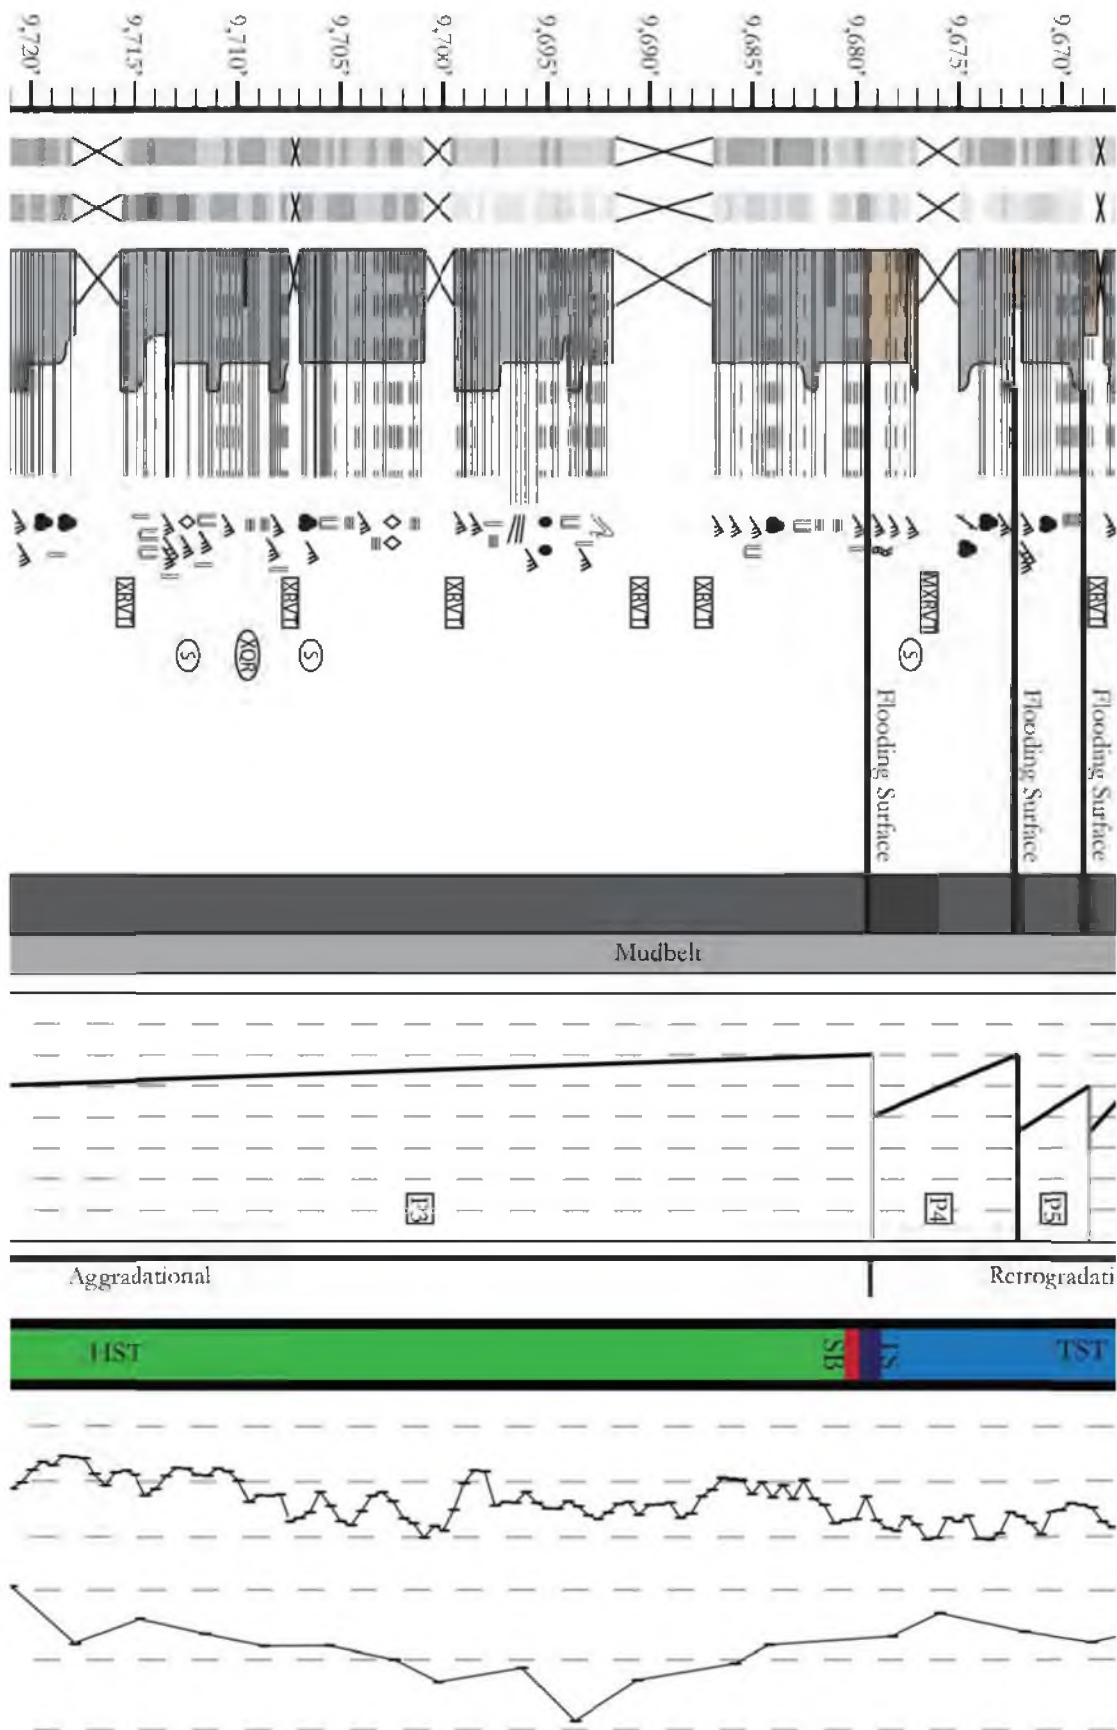 9,720'
9,715'
9,710'
9,705'
9,700'
9,695'
9,690'
9,685'
9,680'
9,675'
9,670'
XRVT
XRVT
XRVT
XRVT
XRVT
MXRVT
XRVT
S
XQR
S
S
Flooding Surface
Flooding Surface
Flooding Surface
Mudbelt
P3
P4
P5
Aggradational
Retrogradati
HST
SB
TS
TST